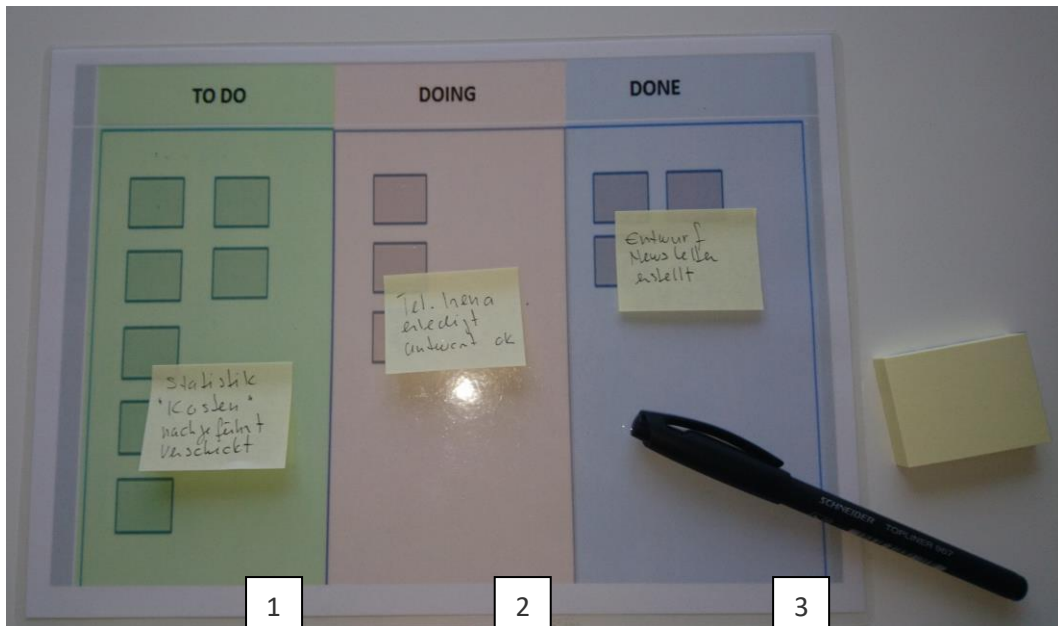 TO DO
DOING
DONE
Statistik
"Kosten"
nachgeführt
verschickt
Tel. Irena
erledigt
antwort ok
Entwurf
Newsletter
erstellt
SCHNEIDER TOPLINER 967
1
2
3